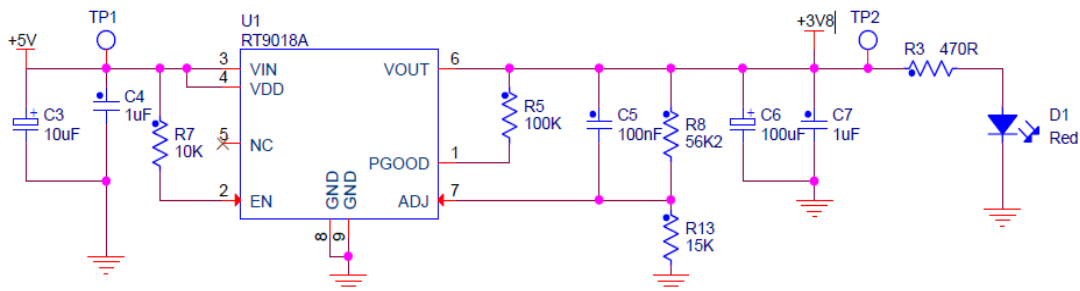 +5V
TP1
U1
RT9018A
+3V8
TP2
R3 470R
3
VIN
4
VDD
VOUT
6
C3
10uF
C4
1uF
R7
10K
5
NC
R5
100K
C5
100nF
R8
56K2
C6
100uF
C7
1uF
D1
Red
PGOOD
1
2
EN
GND
GND
ADJ
7
8
9
R13
15K
+
+